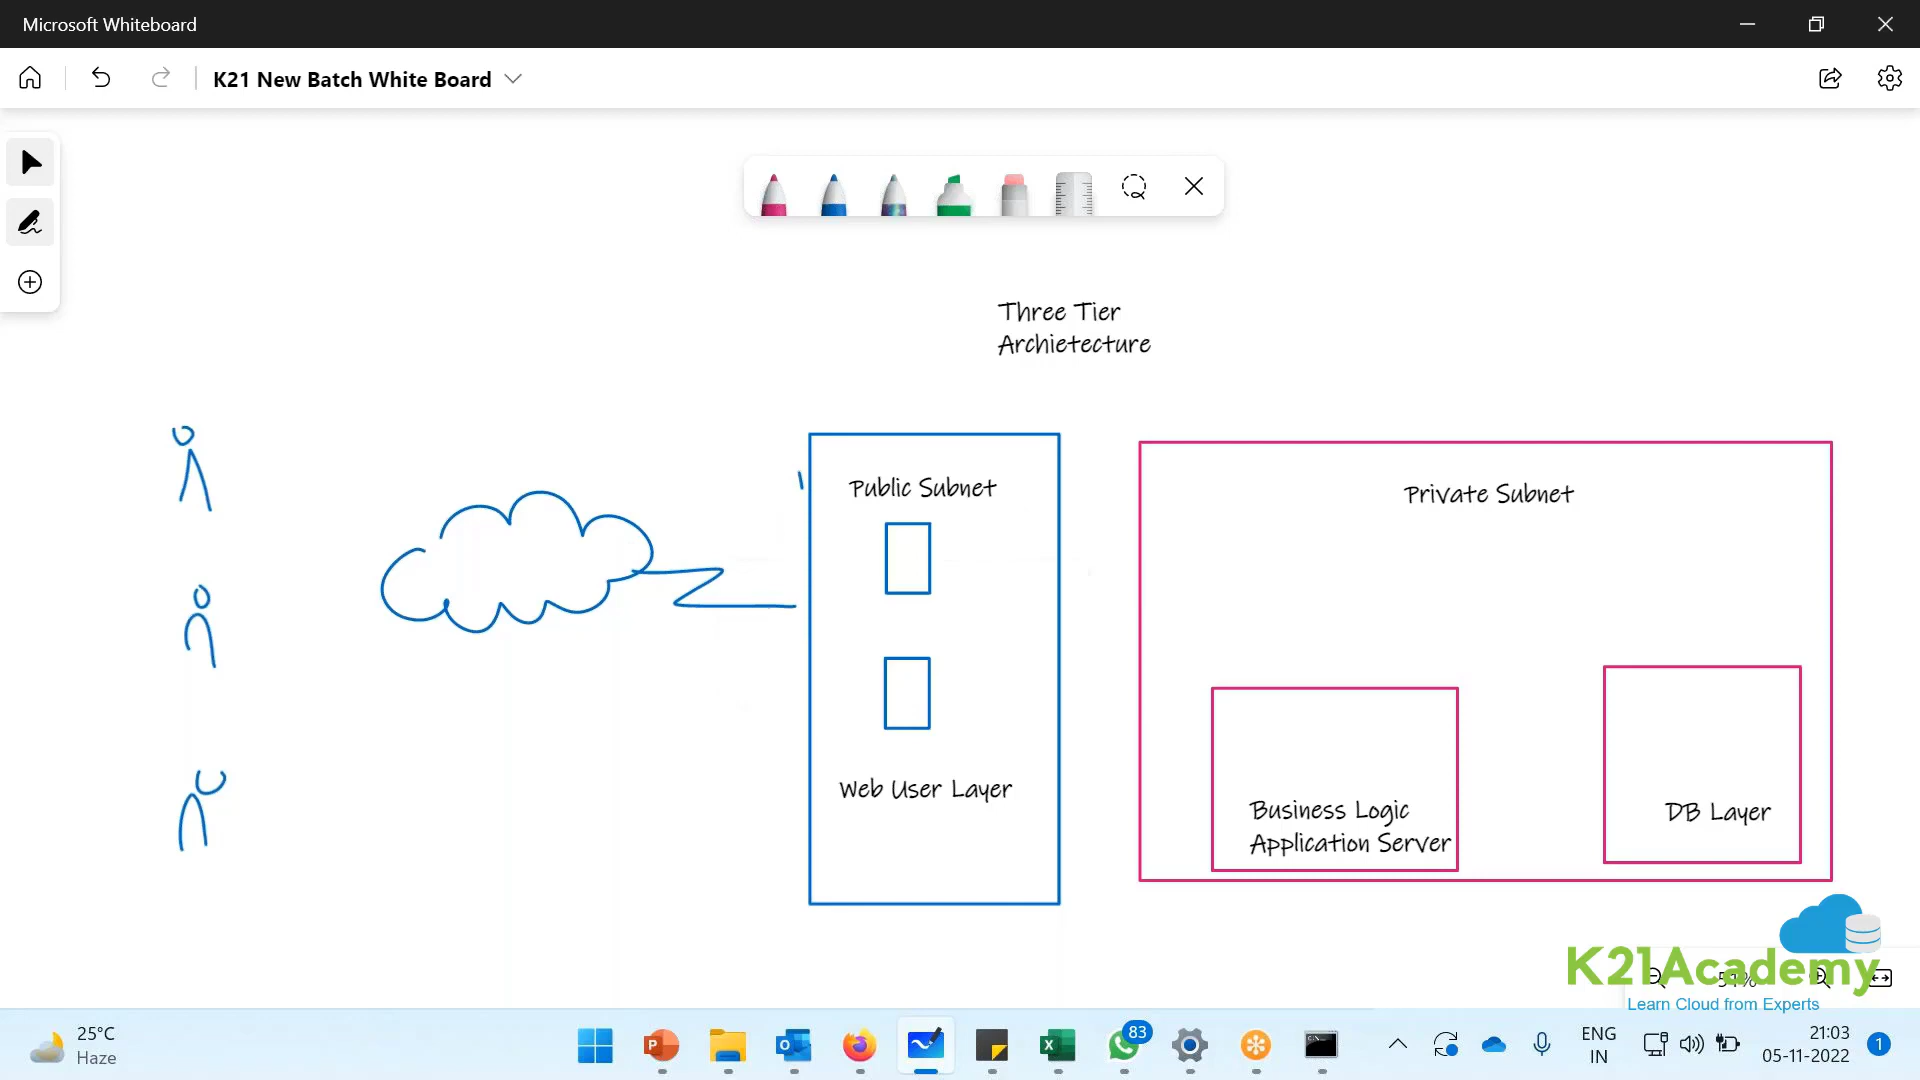 Microsoft Whiteboard
K21 New Batch White Board
Three Tier
Archietecture
Public Subnet
Private Subnet
Web User Layer
Business Logic
Application Server
DB Layer
K21Academy
51%
Learn Cloud from Experts
25°C
Haze
83
ENG
IN
21:03
05-11-2022
1